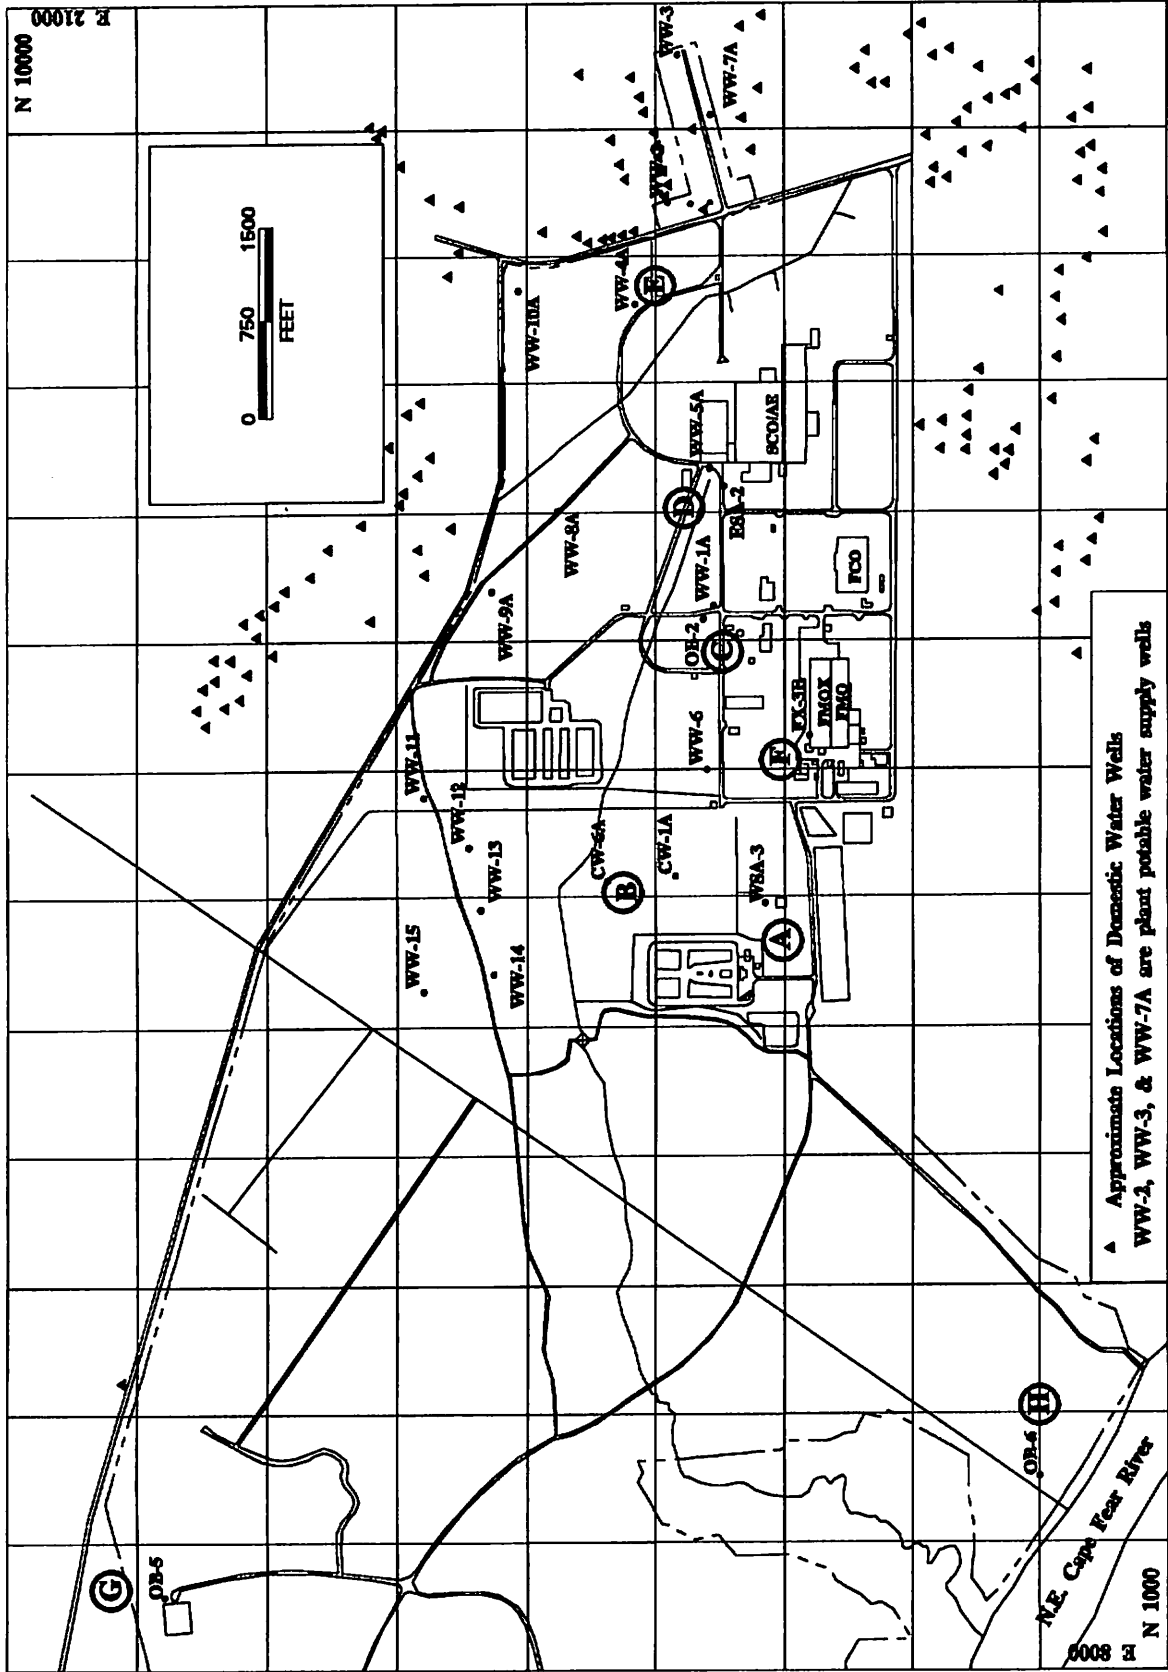 N 10000
E 21000
0 750 1500
FEET
WW-3
WW-7A
WW-4A
WW-10A
E
WW-5A
SCO/AE
D
ESA-2
WW-8A
WW-1A
FCO
WW-9A
OB-2
C
FX-3B
FMOX
FMO
WW-6
F
WW-11
WW-12
CW-6A
CW-1A
WW-13
B
WSA-3
A
WW-15
WW-14
G
OB-5
H
OB-6
N.E. Cape Fear River
N 1000
E 8000
▲ Approximate Locations of Domestic Water Wells
WW-2, WW-3, & WW-7A are plant potable water supply wells